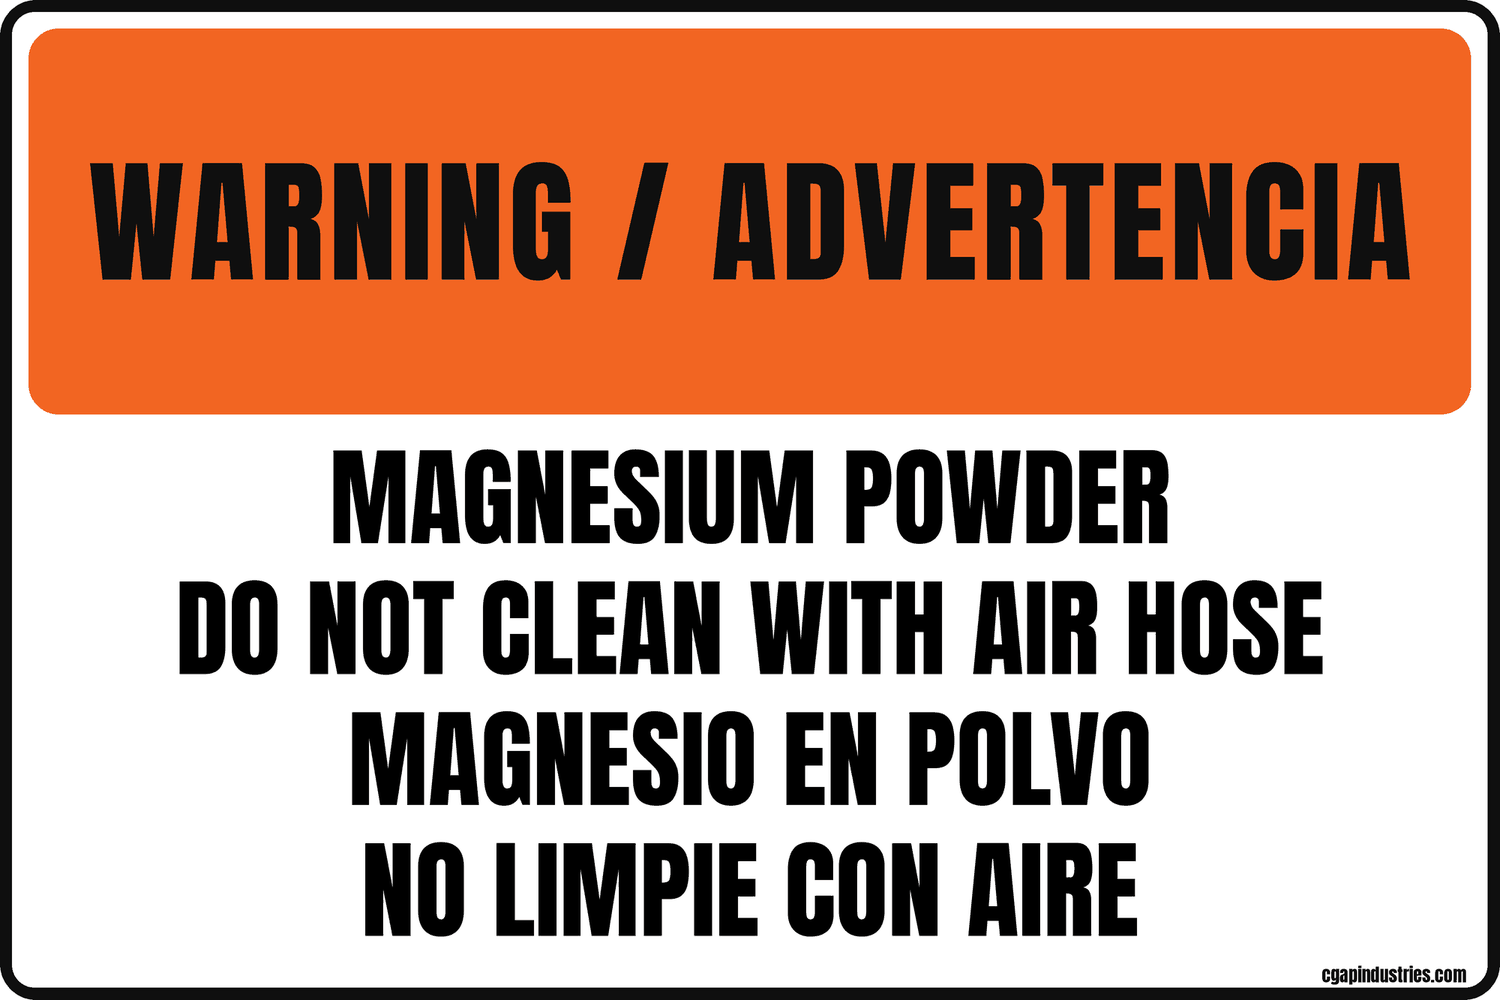 WARNING / ADVERTENCIA
MAGNESIUM POWDER
DO NOT CLEAN WITH AIR HOSE
MAGNESIO EN POLVO
NO LIMPIE CON AIRE
cgapindustries.com